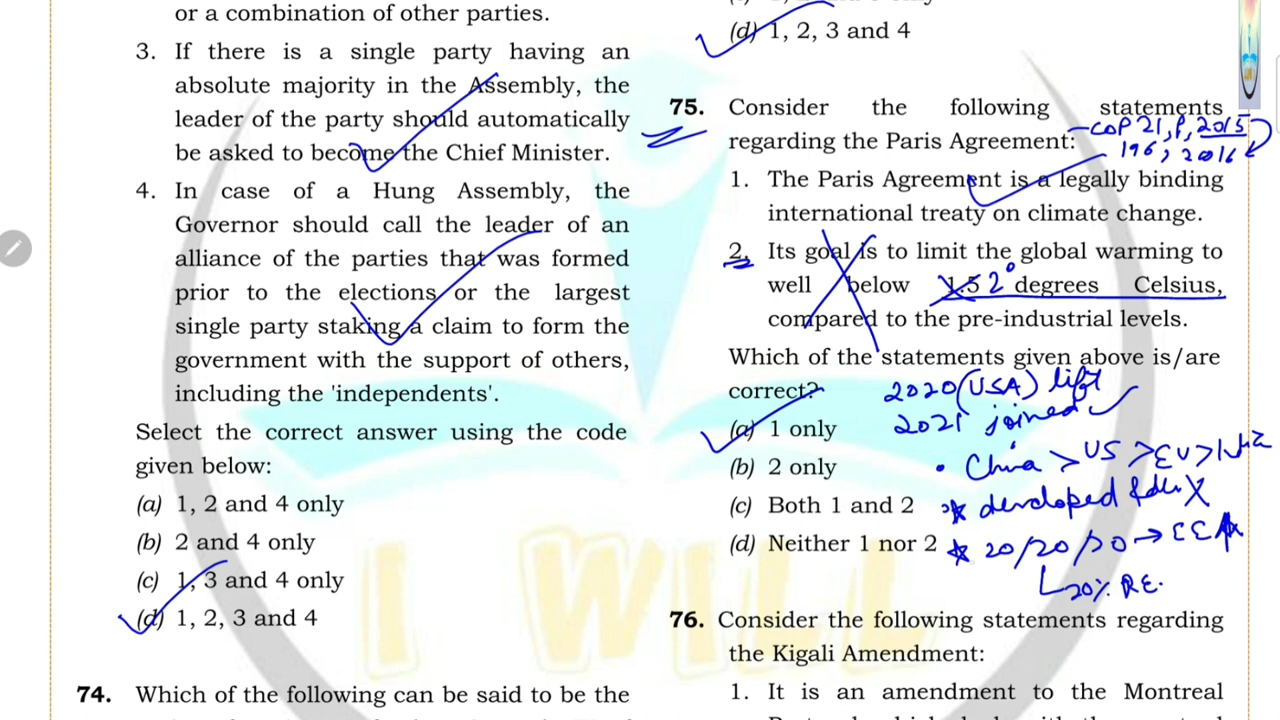 or a combination of other parties.
3. If there is a single party having an
absolute majority in the Assembly, the
leader of the party should automatically
be asked to become the Chief Minister.
4. In case of a Hung Assembly, the
Governor should call the leader of an
alliance of the parties that was formed
prior to the elections or the largest
single party staking a claim to form the
government with the support of others,
including the 'independents'.
Select the correct answer using the code
given below:
(a) 1, 2 and 4 only
(b) 2 and 4 only
(c) 1, 3 and 4 only
(d) 1, 2, 3 and 4
74. Which of the following can be said to be the
(d) 1, 2, 3 and 4
75. Consider the following statements
regarding the Paris Agreement:
-COP 21, P, 2015
196, 2016
1. The Paris Agreement is a legally binding
international treaty on climate change.
2. Its goal is to limit the global warming to
well below 1.5 2° degrees Celsius,
compared to the pre-industrial levels.
Which of the statements given above is/are
correct?
2020 (USA) lift
2021 joined
(a) 1 only
(b) 2 only
• China > US > EU >
(c) Both 1 and 2
developed
(d) Neither 1 nor 2
20/20/20 →
20% RE.
76. Consider the following statements regarding
the Kigali Amendment:
1. It is an amendment to the Montreal
I WILL